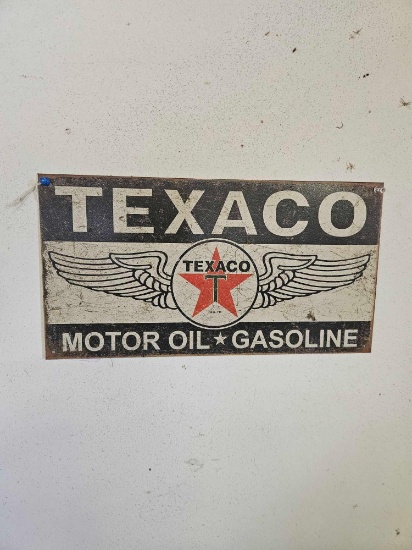 TEXACO
TEXACO
T
MOTOR OIL ★ GASOLINE